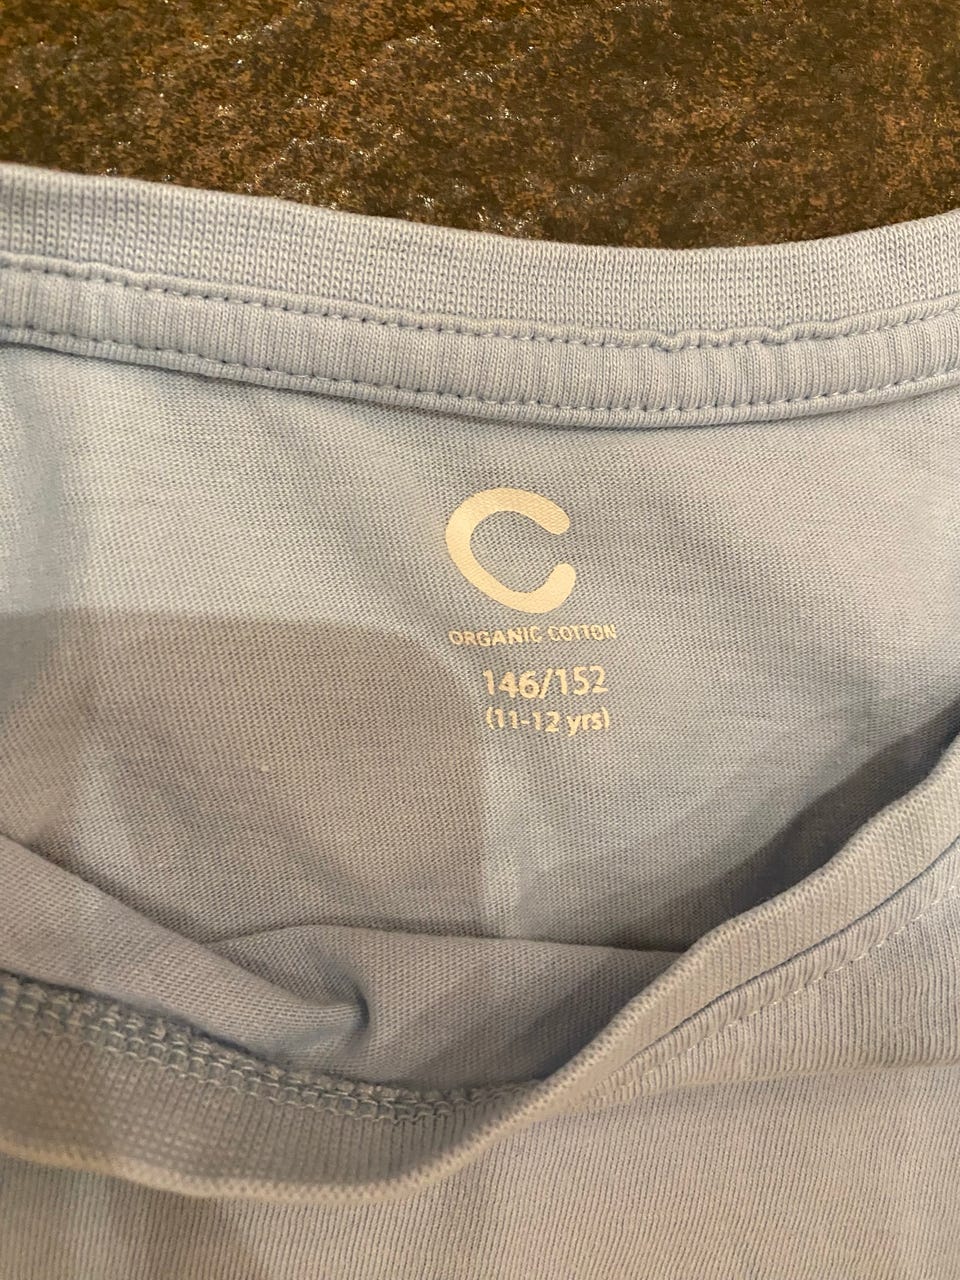 C
ORGANIC COTTON
146/152
(11-12 yrs)